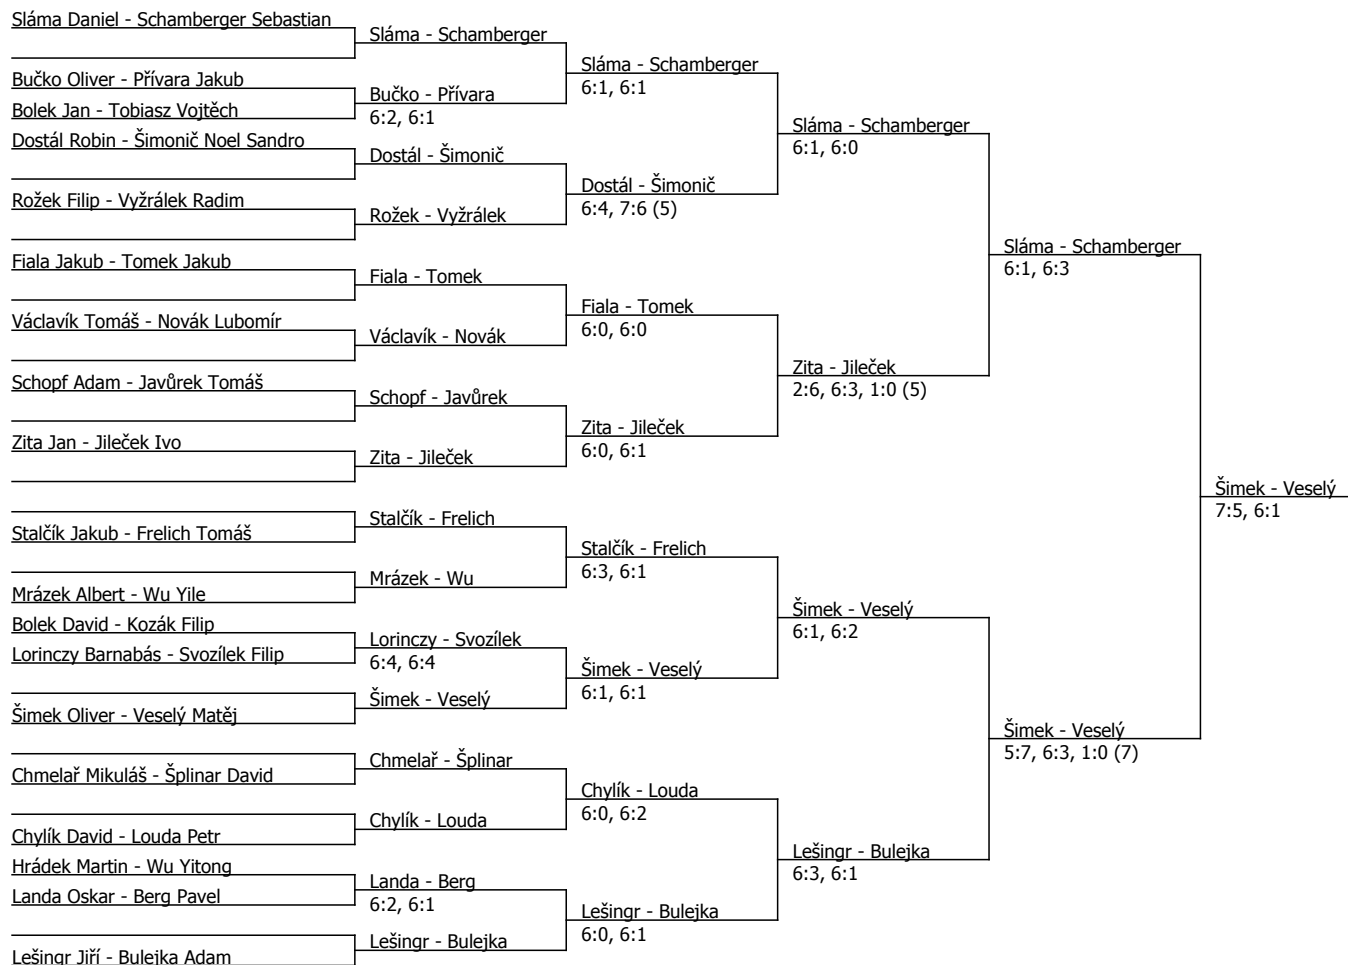 Sláma Daniel - Schamberger Sebastian
Bučko Oliver - Přívara Jakub
Bolek Jan - Tobiasz Vojtěch
Dostál Robin - Šimonič Noel Sandro
Rožek Filip - Vyžrálek Radim
Fiala Jakub - Tomek Jakub
Václavík Tomáš - Novák Lubomír
Schopf Adam - Javůrek Tomáš
Zita Jan - Jileček Ivo
Stalčík Jakub - Frelich Tomáš
Mrázek Albert - Wu Yile
Bolek David - Kozák Filip
Lorinczy Barnabás - Svozílek Filip
Šimek Oliver - Veselý Matěj
Chmelař Mikuláš - Šplinar David
Chylík David - Louda Petr
Hrádek Martin - Wu Yitong
Landa Oskar - Berg Pavel
Lešingr Jiří - Bulejka Adam
Sláma - Schamberger
Bučko - Přívara
6:2, 6:1
Dostál - Šimonič
Rožek - Vyžrálek
Fiala - Tomek
Václavík - Novák
Schopf - Javůrek
Zita - Jileček
Stalčík - Frelich
Mrázek - Wu
Lorinczy - Svozílek
6:4, 6:4
Šimek - Veselý
Chmelař - Šplinar
Chylík - Louda
Landa - Berg
6:2, 6:1
Lešingr - Bulejka
Sláma - Schamberger
6:1, 6:1
Dostál - Šimonič
6:4, 7:6 (5)
Fiala - Tomek
6:0, 6:0
Zita - Jileček
6:0, 6:1
Stalčík - Frelich
6:3, 6:1
Šimek - Veselý
6:1, 6:1
Chylík - Louda
6:0, 6:2
Lešingr - Bulejka
6:0, 6:1
Sláma - Schamberger
6:1, 6:0
Zita - Jileček
2:6, 6:3, 1:0 (5)
Šimek - Veselý
6:1, 6:2
Lešingr - Bulejka
6:3, 6:1
Sláma - Schamberger
6:1, 6:3
Šimek - Veselý
5:7, 6:3, 1:0 (7)
Šimek - Veselý
7:5, 6:1